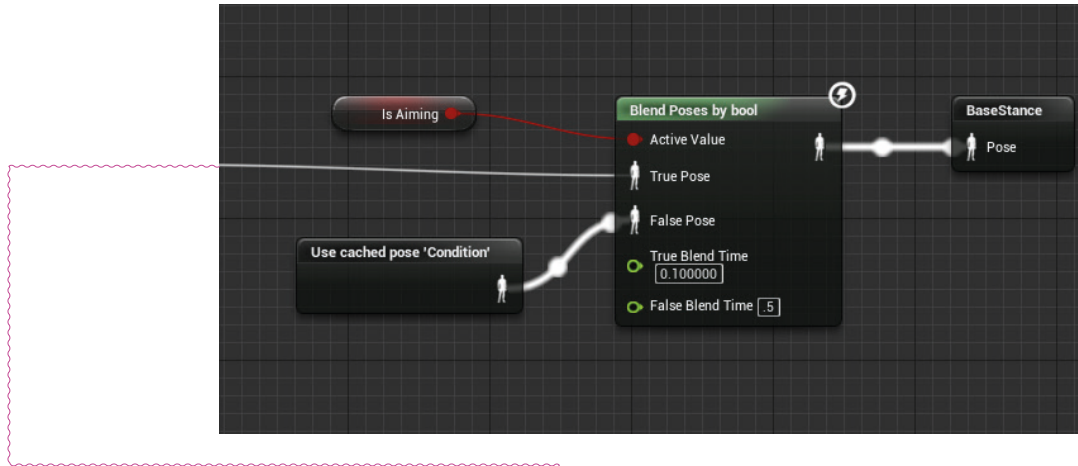 Is Aiming
Blend Poses by bool
Active Value
True Pose
False Pose
True Blend Time
0.100000
False Blend Time .5
BaseStance
Pose
Use cached pose 'Condition'